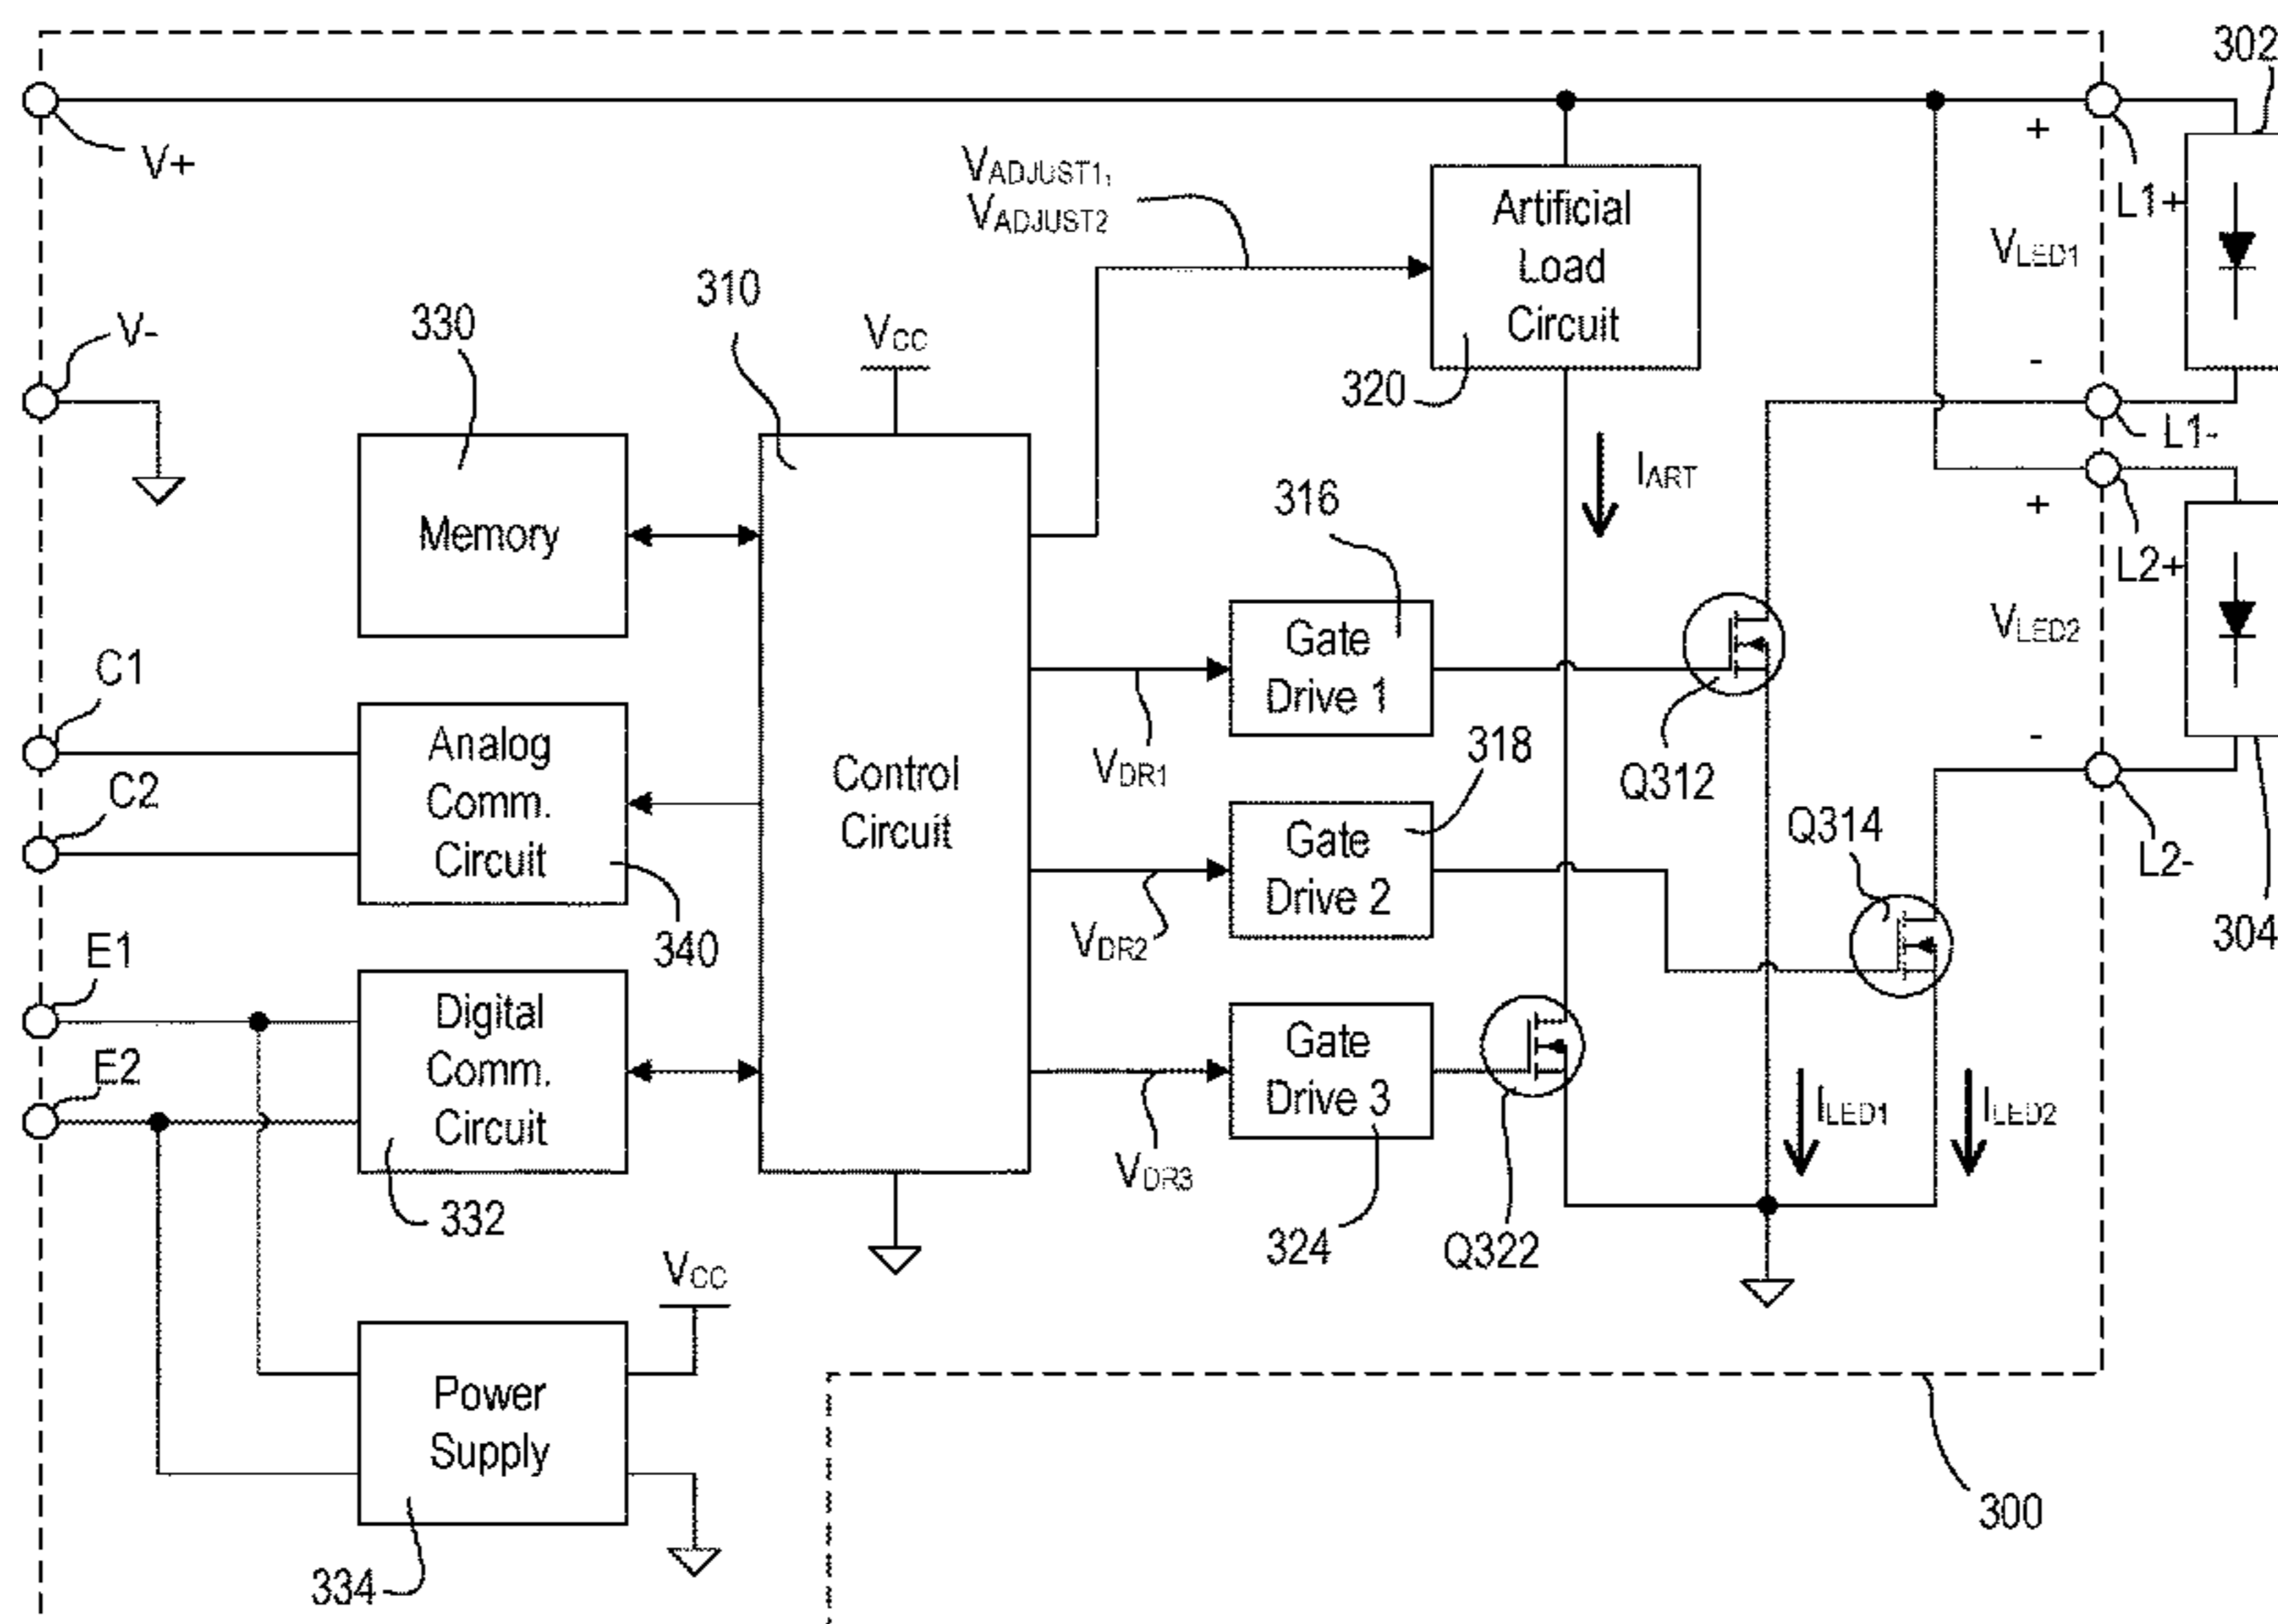 302
V+
VADJUST1,
VADJUST2
Artificial
Load
Circuit
320
+
L1+
VLED1
-
L1-
V-
330
310
VCC
Memory
IART
316
Gate
Drive 1
VDR1
Q312
+
L2+
VLED2
-
L2-
304
C1
C2
Analog
Comm.
Circuit
340
Control
Circuit
318
Gate
Drive 2
VDR2
Q314
E1
E2
Digital
Comm.
Circuit
332
Gate
Drive 3
VDR3
324
Q322
ILED1
ILED2
VCC
Power
Supply
334
300